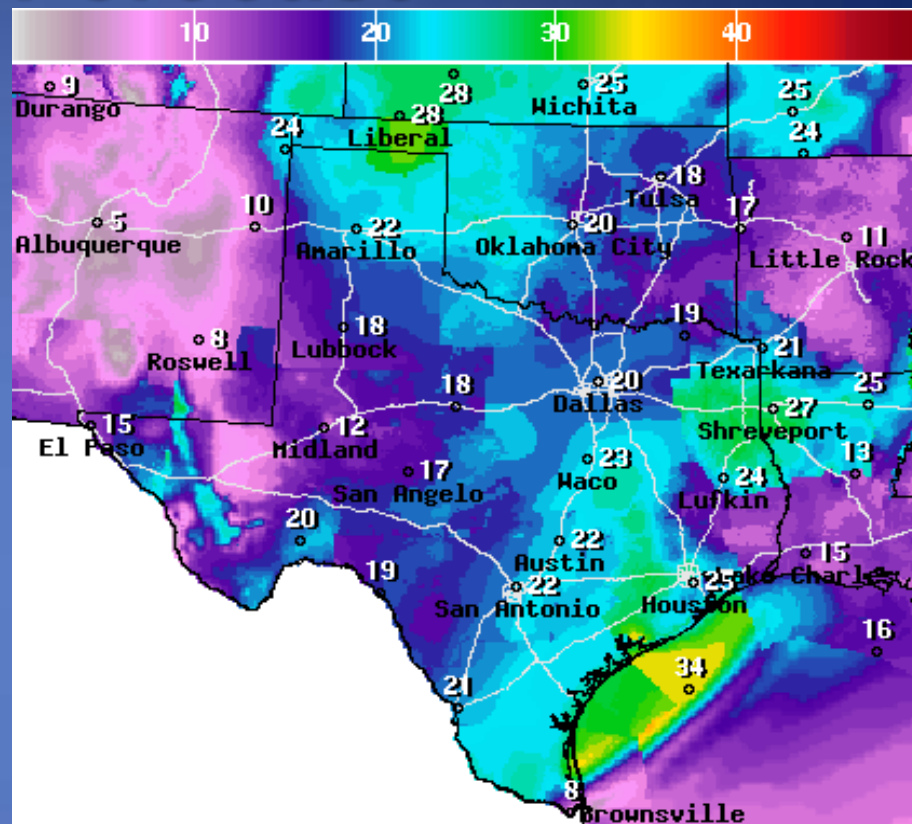 10 20 30 40
9
Durango
28
25
Wichita
25
28
Liberal
24
24
18
Tulsa
5
Albuquerque
10
22
Amarillo
20
Oklahoma City
17
11
Little Rock
8
Roswell
18
Lubbock
19
21
Texarkana
18
20
Dallas
27
Shreveport
25
15
El Paso
12
Midland
17
San Angelo
23
Waco
24
Lufkin
13
20
22
Austin
15
Lake Charles
19
22
San Antonio
25
Houston
16
34
21
8
Brownsville